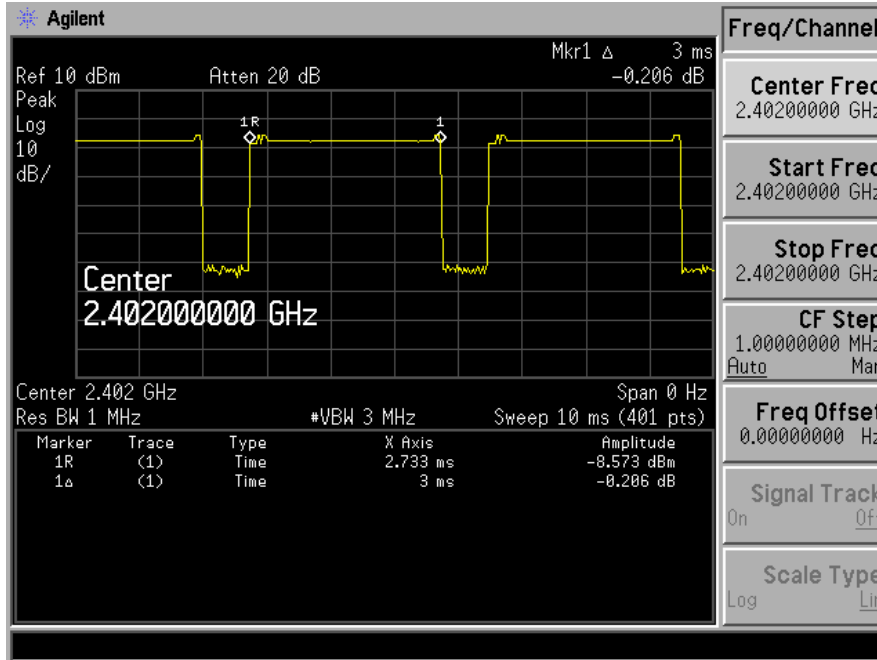 Agilent
Freq/Channel
Mkr1 Δ 3 ms
Ref 10 dBm Atten 20 dB -0.206 dB
Peak
Log
10
dB/
1R
1
Center
2.402000000 GHz
Center 2.402 GHz Span 0 Hz
Res BW 1 MHz #VBW 3 MHz Sweep 10 ms (401 pts)
Marker Trace Type X Axis Amplitude
1R (1) Time 2.733 ms -8.573 dBm
1Δ (1) Time 3 ms -0.206 dB
Center Freq
2.40200000 GHz
Start Freq
2.40200000 GHz
Stop Freq
2.40200000 GHz
CF Step
1.00000000 MHz
Auto Man
Freq Offset
0.00000000 Hz
Signal Track
On Off
Scale Type
Log Lin